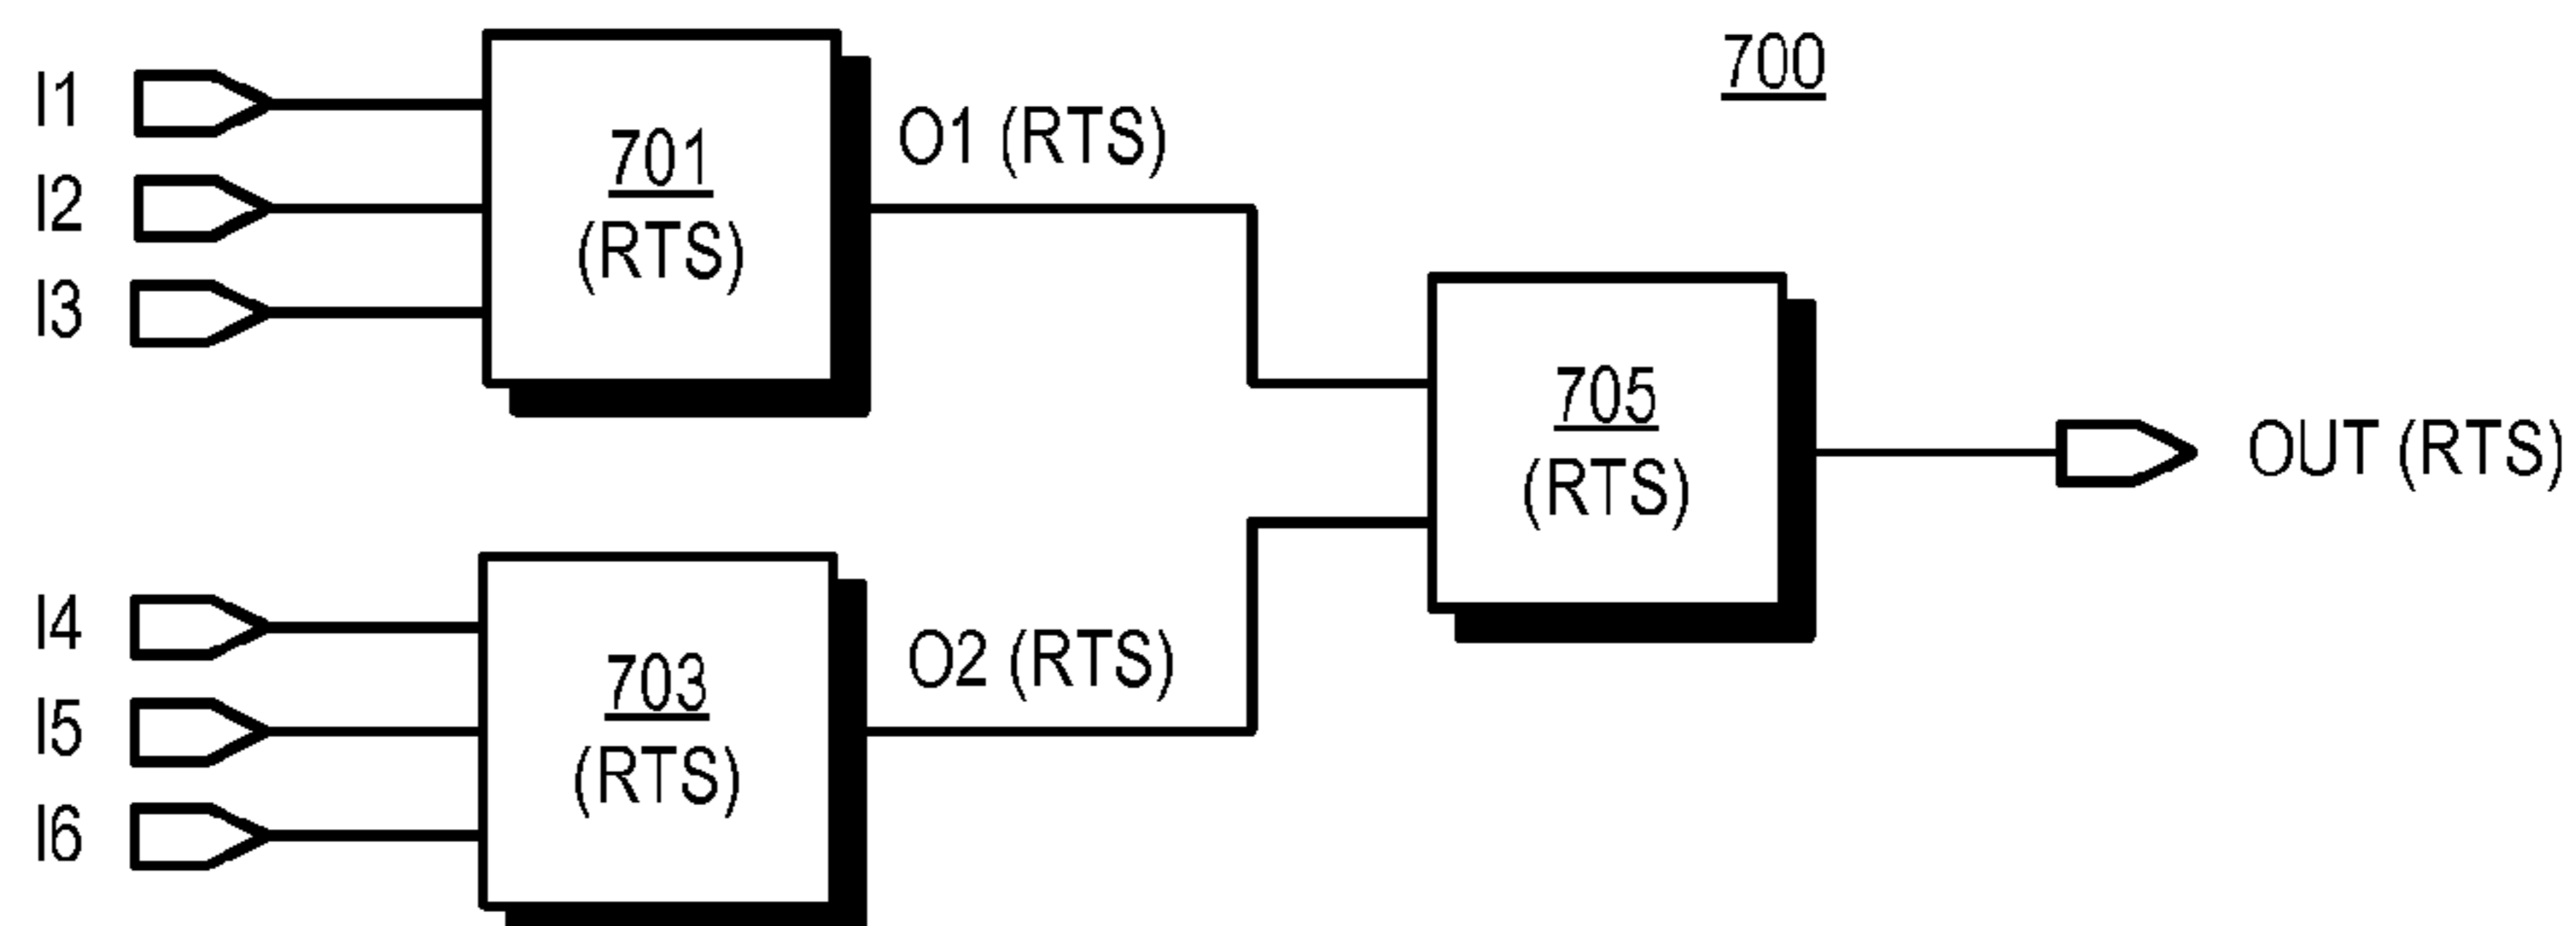 700
I1
I2
I3
701
(RTS)
O1 (RTS)
705
(RTS)
OUT (RTS)
I4
I5
I6
703
(RTS)
O2 (RTS)